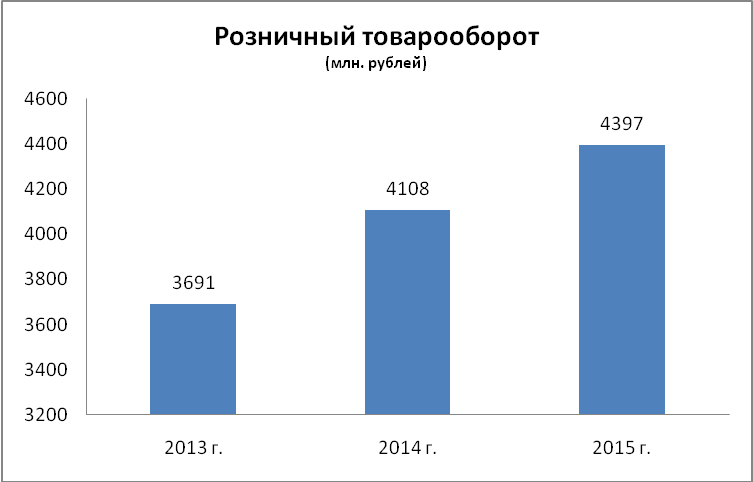 Розничный товарооборот
(млн. рублей)
4600
4400
4200
4000
3800
3600
3400
3200
3691
4108
4397
2013 г.
2014 г.
2015 г.